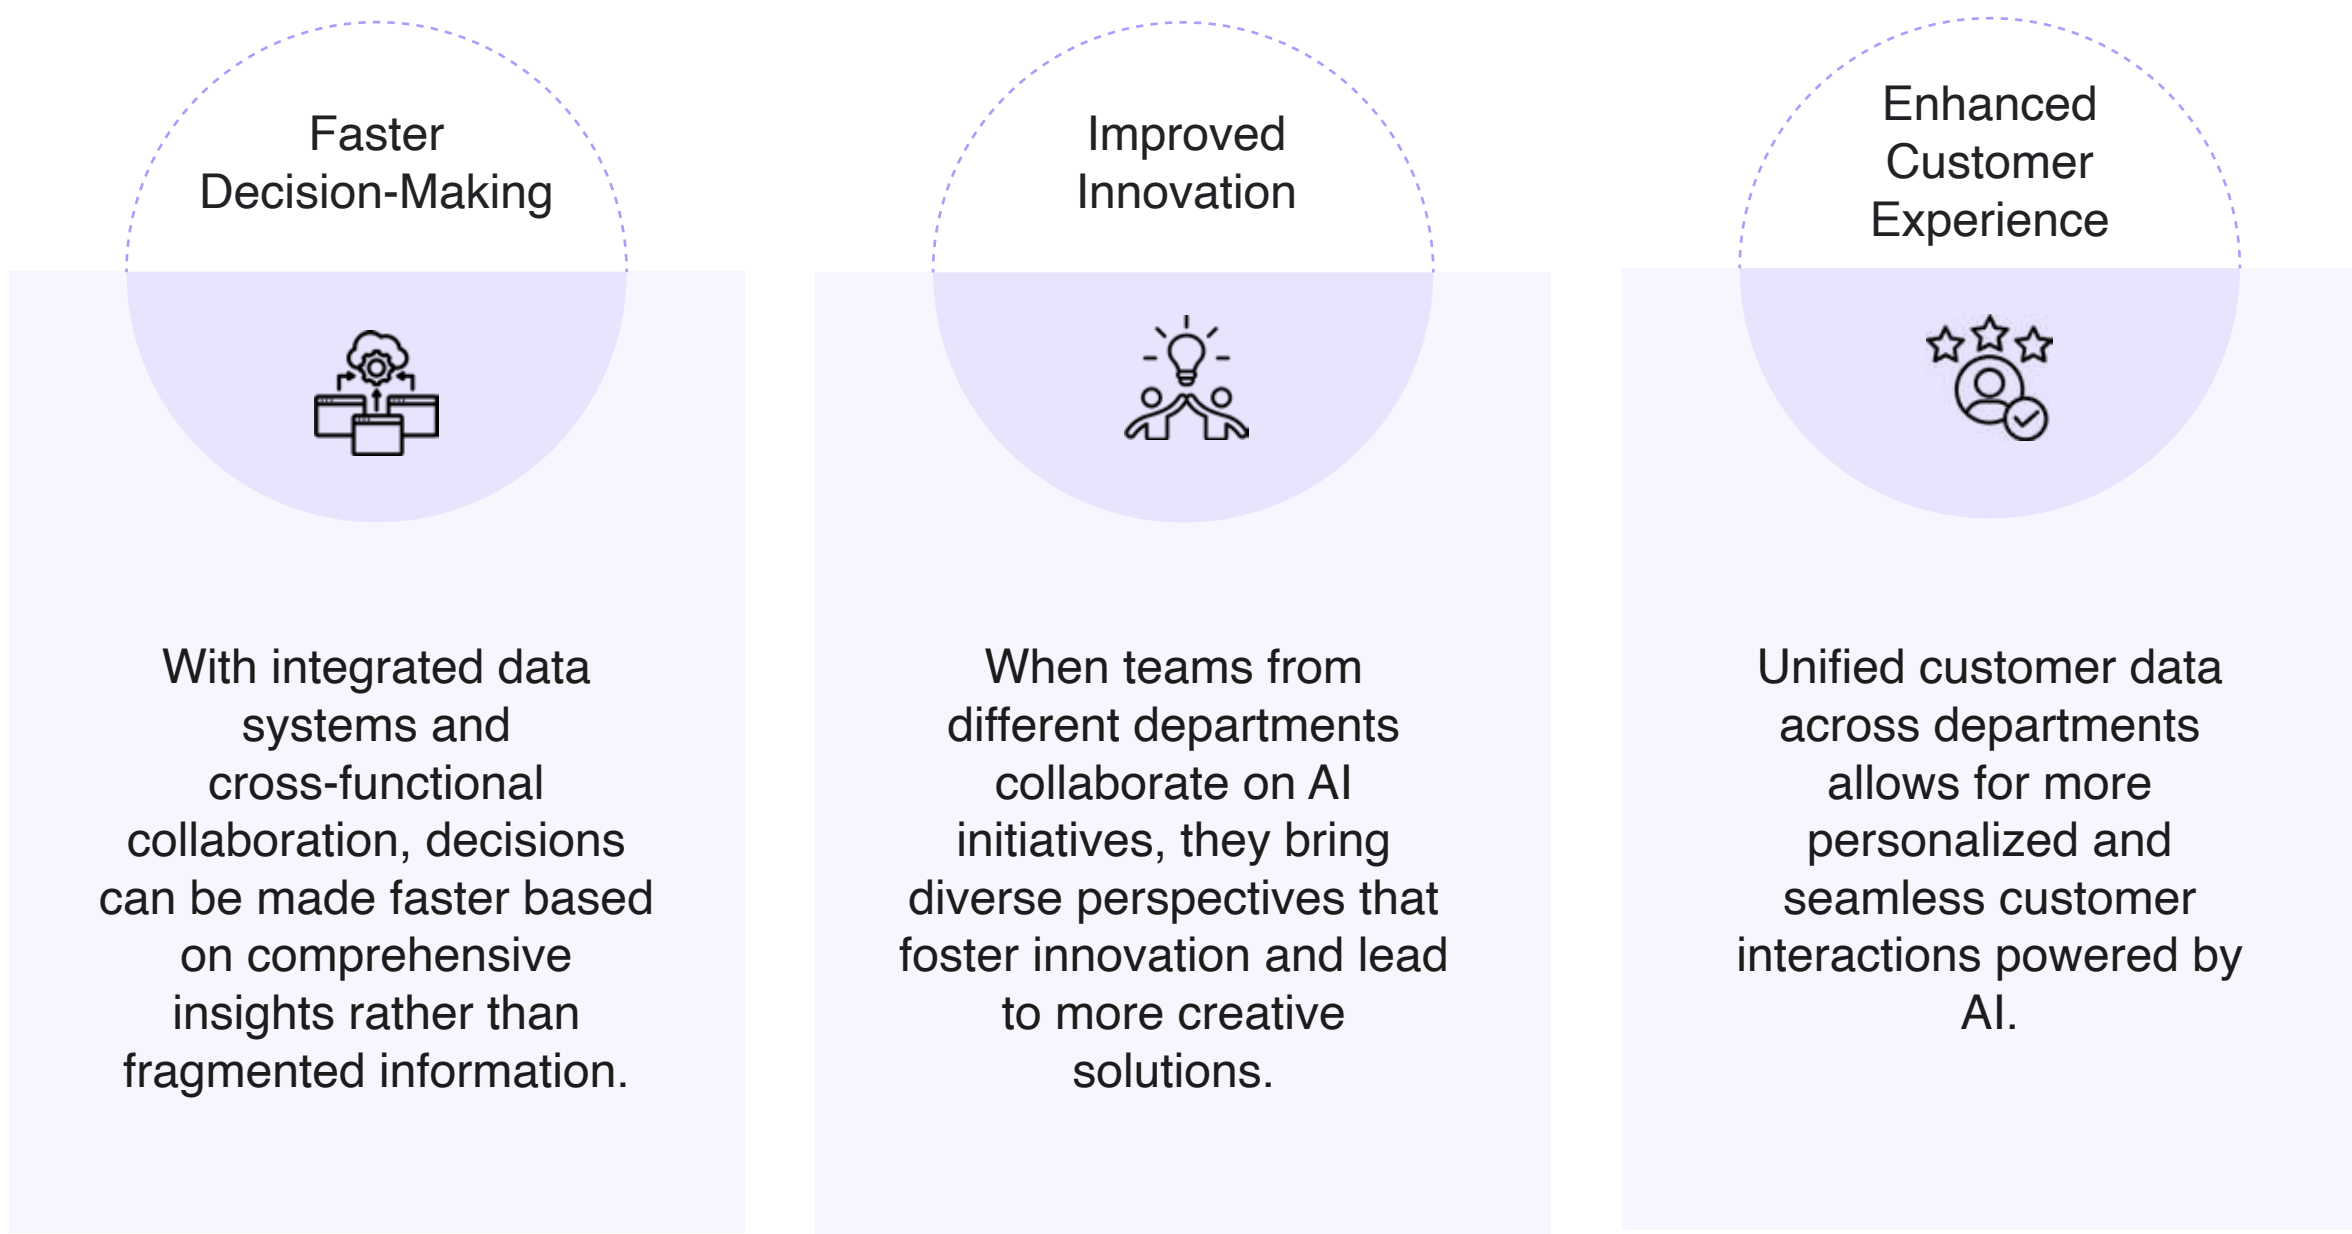 Faster
Decision-Making
With integrated data
systems and
cross-functional
collaboration, decisions
can be made faster based
on comprehensive
insights rather than
fragmented information.
Improved
Innovation
When teams from
different departments
collaborate on AI
initiatives, they bring
diverse perspectives that
foster innovation and lead
to more creative
solutions.
Enhanced
Customer
Experience
Unified customer data
across departments
allows for more
personalized and
seamless customer
interactions powered by
AI.